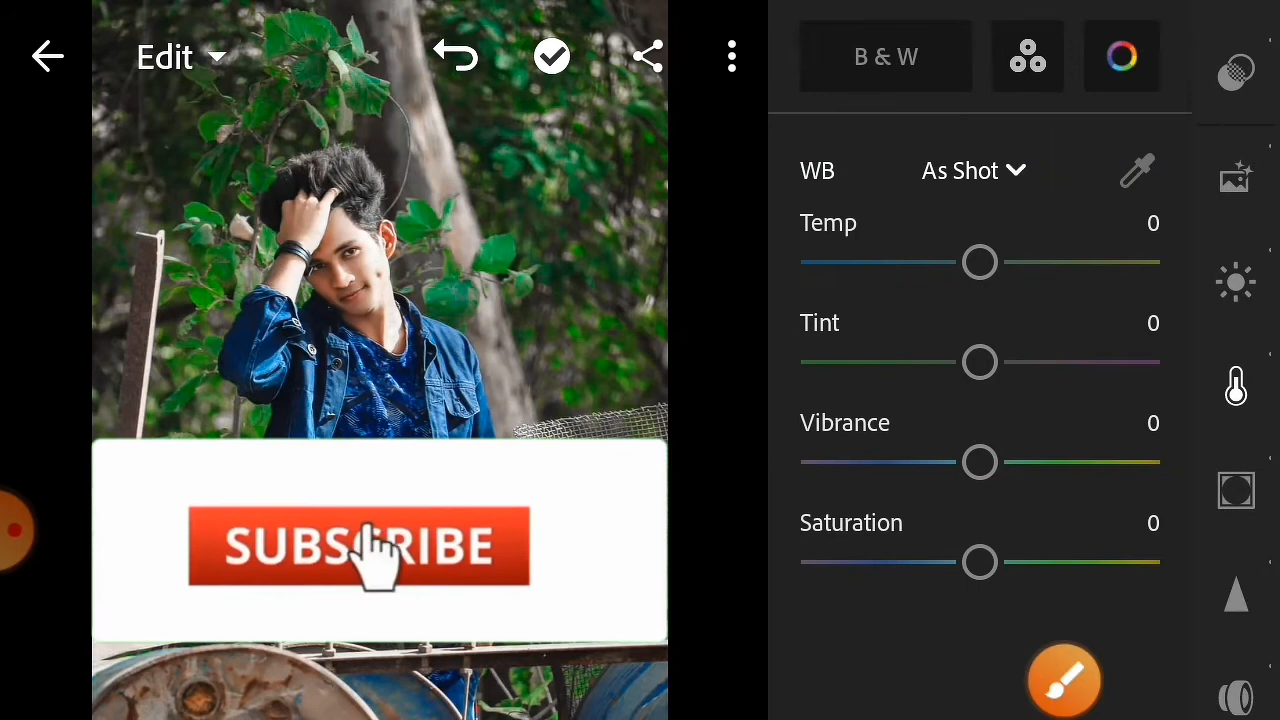 Edit
B & W
WB As Shot
Temp 0
Tint 0
Vibrance 0
Saturation 0
SUBSCRIBE